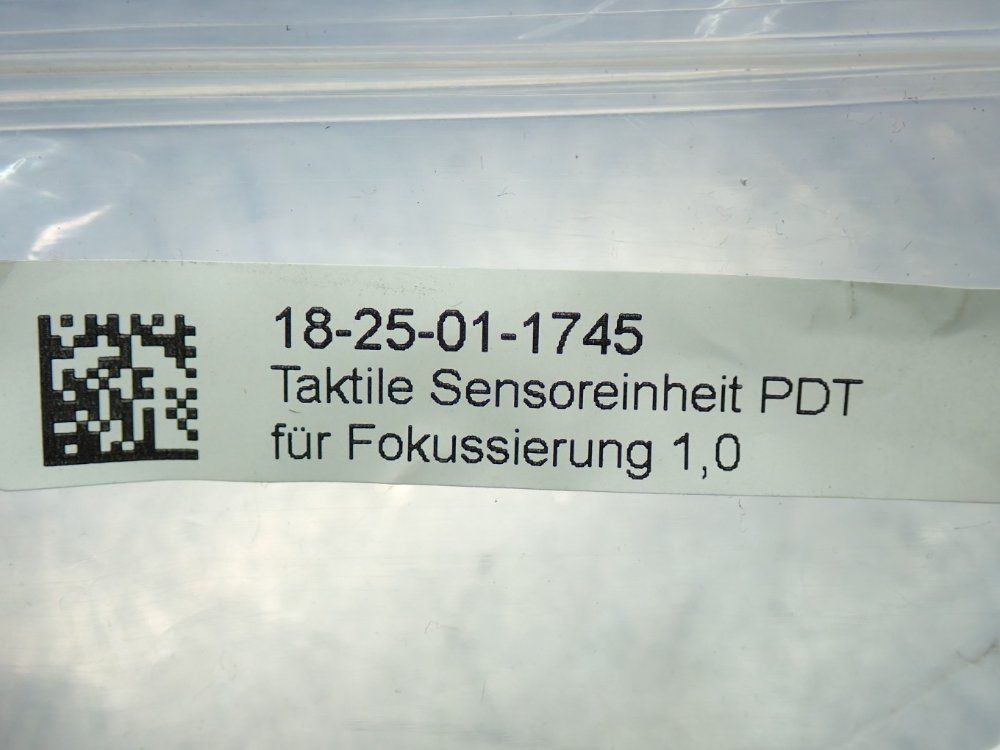 18-25-01-1745
Taktile Sensoreinheit PDT
für Fokussierung 1,0